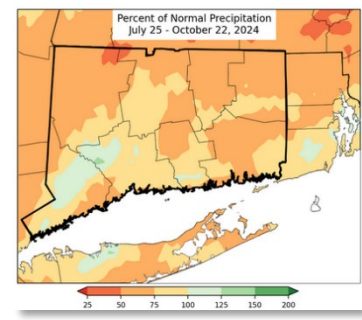 Percent of Normal Precipitation
July 25 - October 22, 2024
25 50 75 100 125 150 200